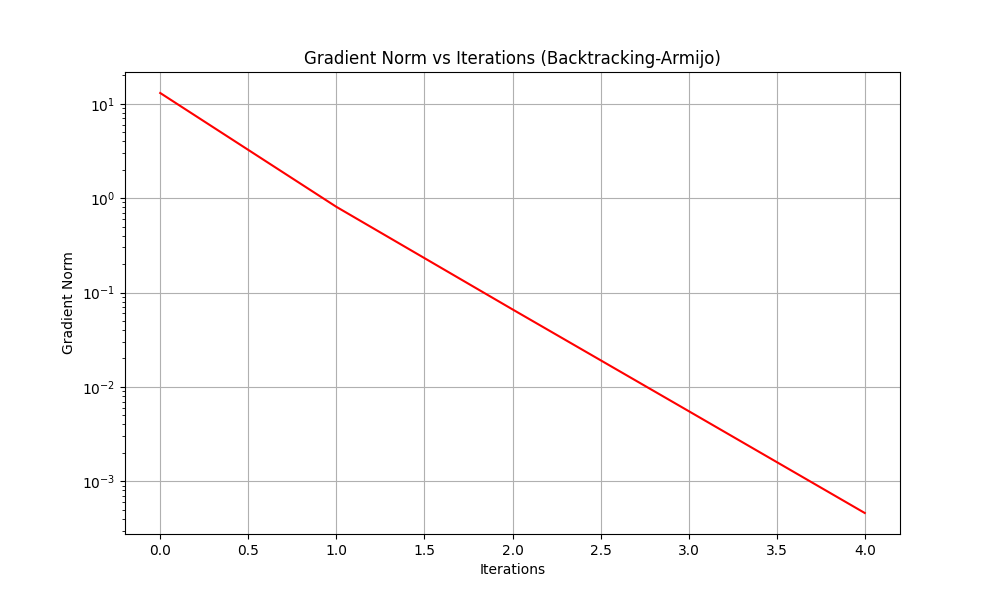 Gradient Norm vs Iterations (Backtracking-Armijo)
Gradient Norm
10¹
10⁰
10⁻¹
10⁻²
10⁻³
0.0 0.5 1.0 1.5 2.0 2.5 3.0 3.5 4.0
Iterations